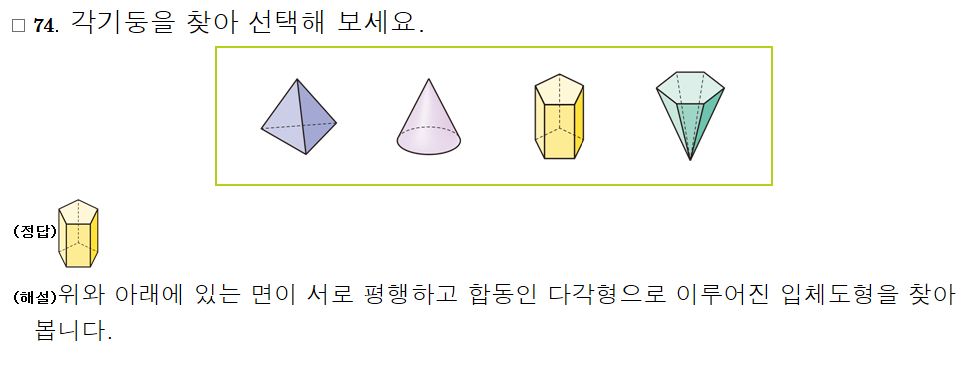 □ 74. 각기둥을 찾아 선택해 보세요.
(정답)
(해설)위와 아래에 있는 면이 서로 평행하고 합동인 다각형으로 이루어진 입체도형을 찾아
봅니다.